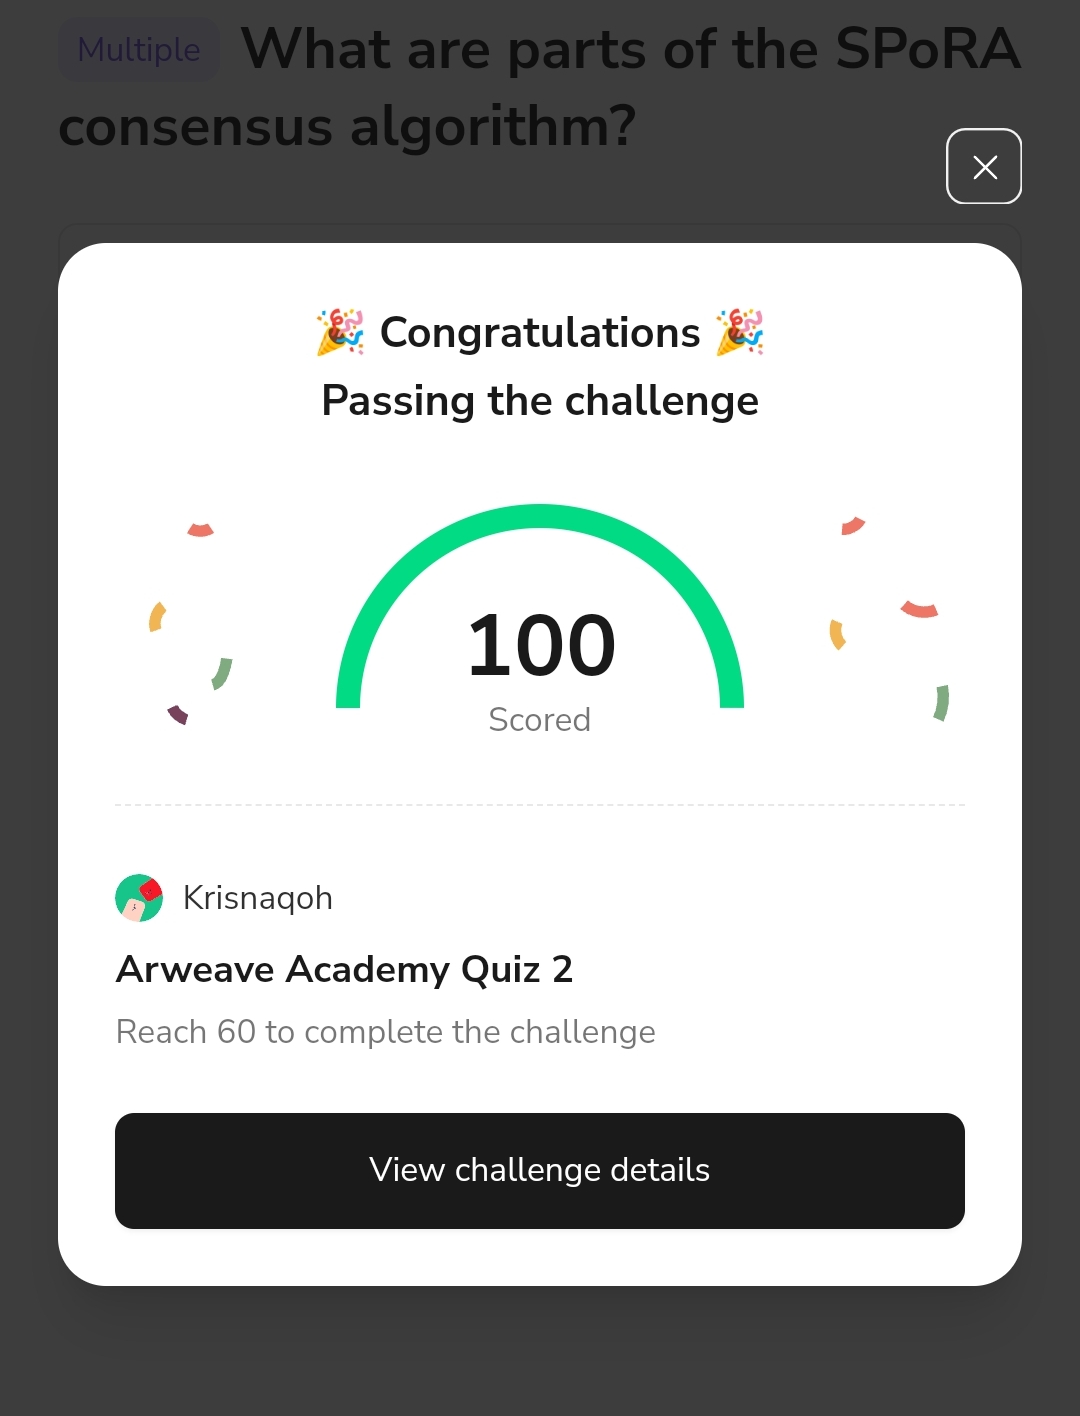 Multiple What are parts of the SPoRA
consensus algorithm?
🎉 Congratulations 🎉
Passing the challenge
100
Scored
Krisnaqoh
Arweave Academy Quiz 2
Reach 60 to complete the challenge
View challenge details